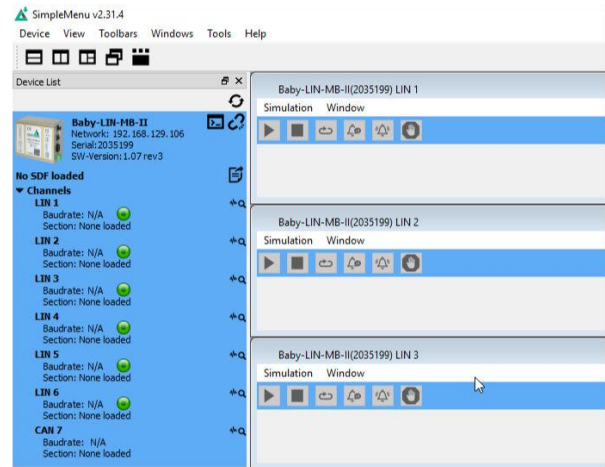 SimpleMenu v2.31.4
Device View Toolbars Windows Tools Help
Device List
Baby-LIN-MB-II
Network: 192.168.129.106
Serial:2035199
SW-Version:1.07 rev3
No SDF loaded
Channels
LIN 1
Baudrate: N/A
Section: None loaded
LIN 2
Baudrate: N/A
Section: None loaded
LIN 3
Baudrate: N/A
Section: None loaded
LIN 4
Baudrate: N/A
Section: None loaded
LIN 5
Baudrate: N/A
Section: None loaded
LIN 6
Baudrate: N/A
Section: None loaded
CAN 7
Baudrate: N/A
Section: None loaded
Baby-LIN-MB-II(2035199) LIN 1
Simulation Window
Baby-LIN-MB-II(2035199) LIN 2
Simulation Window
Baby-LIN-MB-II(2035199) LIN 3
Simulation Window